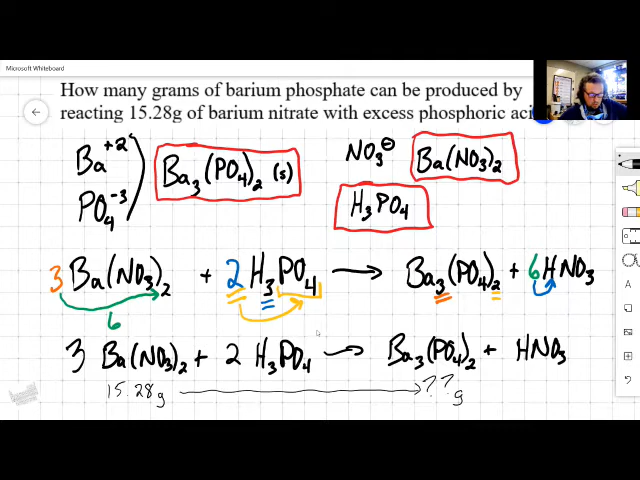 Microsoft Whiteboard
How many grams of barium phosphate can be produced by
reacting 15.28g of barium nitrate with excess phosphoric aci
Ba⁺² Ba₃(PO₄)₂ (s) NO₃⊖ Ba(NO₃)₂
PO₄⁻³ H₃PO₄
3 Ba(NO₃)₂ + 2 H₃PO₄ → Ba₃(PO₄)₂ + 6 HNO₃
6
3 Ba(NO₃)₂ + 2 H₃PO₄ → Ba₃(PO₄)₂ + HNO₃
15.28g → ??g